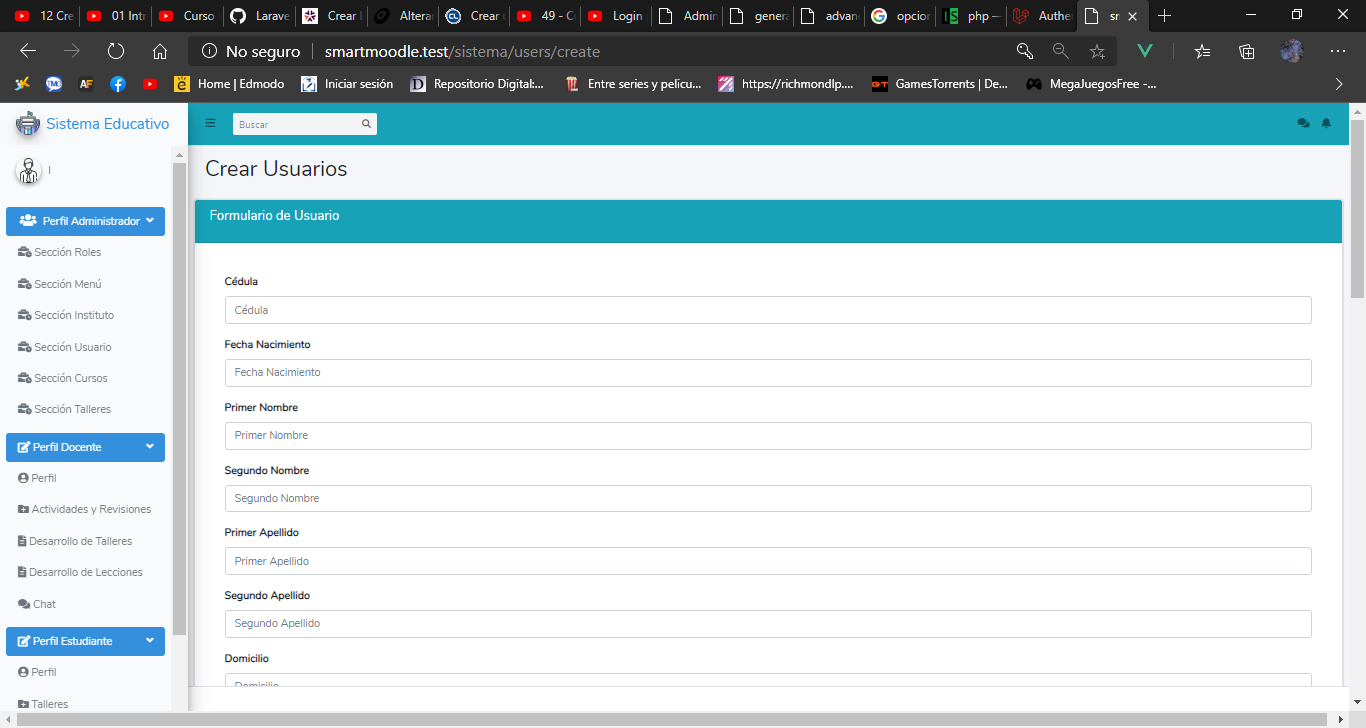 12 Cre
01 Intr
Curso
Larave
Crear
Altera
Crear
49 - C
Login
Admin
genera
advan
opcion
php —
Authe
sm
No seguro
smartmoodle.test/sistema/users/create
Home | Edmodo
Iniciar sesión
Repositorio Digital:...
Entre series y pelicu...
https://richmondlp....
GamesTorrents | De...
MegaJuegosFree -...
Sistema Educativo
Buscar
Crear Usuarios
Formulario de Usuario
Perfil Administrador
Sección Roles
Sección Menú
Sección Instituto
Sección Usuario
Sección Cursos
Sección Talleres
Perfil Docente
Perfil
Actividades y Revisiones
Desarrollo de Talleres
Desarrollo de Lecciones
Chat
Perfil Estudiante
Perfil
Talleres
Cédula
Cédula
Fecha Nacimiento
Fecha Nacimiento
Primer Nombre
Primer Nombre
Segundo Nombre
Segundo Nombre
Primer Apellido
Primer Apellido
Segundo Apellido
Segundo Apellido
Domicilio
Domicilio